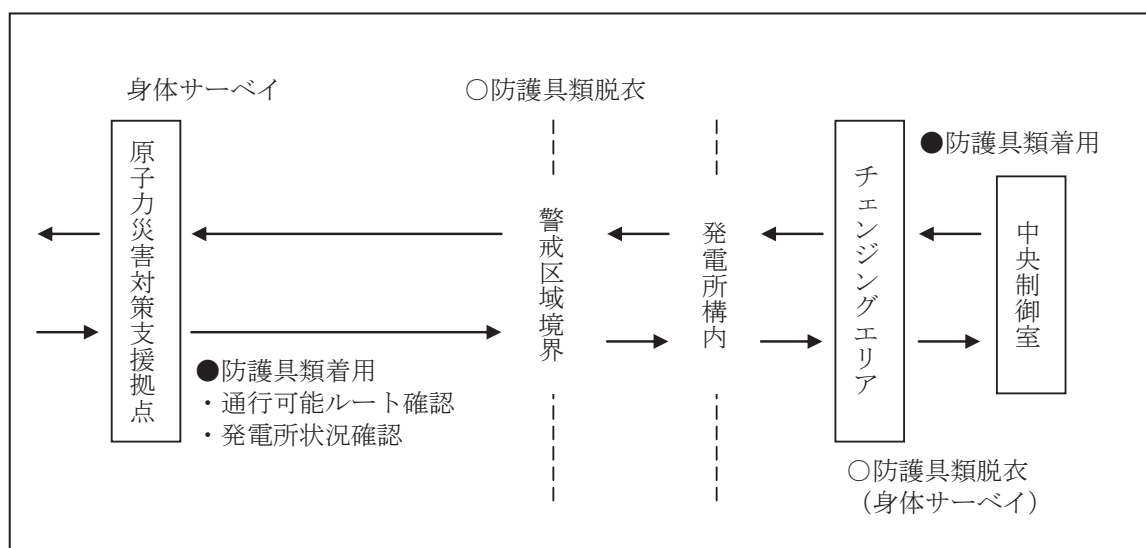 身体サーベイ
○防護具類脱衣
●防護具類着用
原子力災害対策支援拠点
警戒区域境界
発電所構内
チェンジングエリア
中央制御室
●防護具類着用
・通行可能ルート確認
・発電所状況確認
○防護具類脱衣
（身体サーベイ）